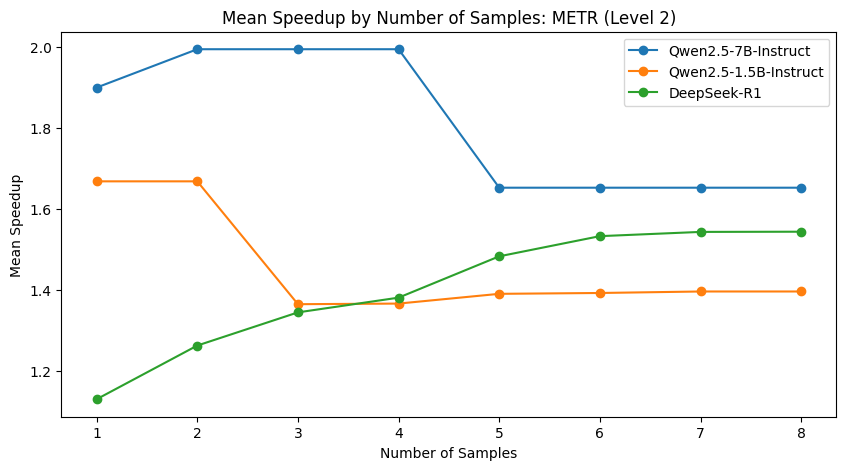 Mean Speedup by Number of Samples: METR (Level 2)
Qwen2.5-7B-Instruct
Qwen2.5-1.5B-Instruct
DeepSeek-R1
Mean Speedup
2.0
1.8
1.6
1.4
1.2
1 2 3 4 5 6 7 8
Number of Samples